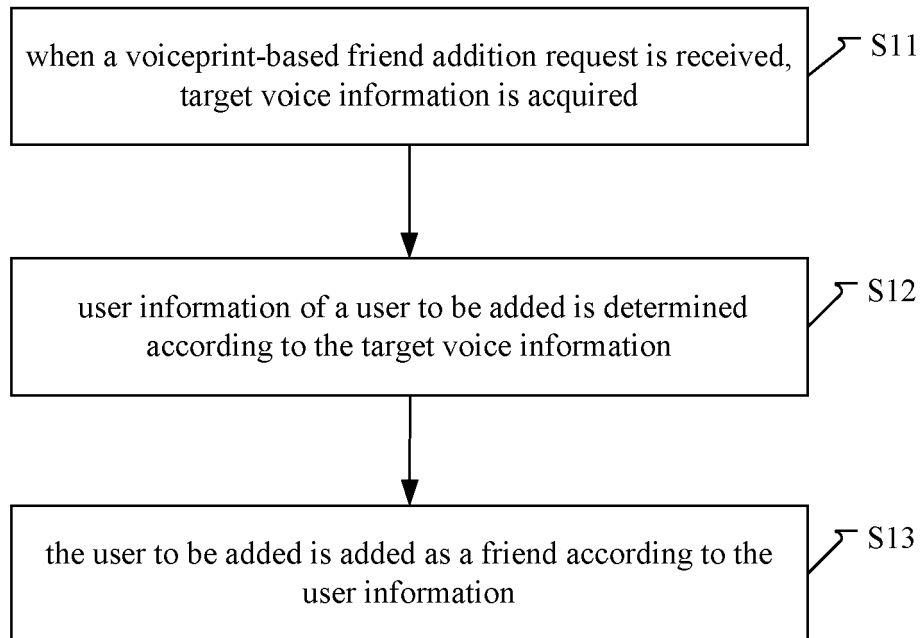 when a voiceprint-based friend addition request is received,
target voice information is acquired
S11
user information of a user to be added is determined
according to the target voice information
S12
the user to be added is added as a friend according to the
user information
S13